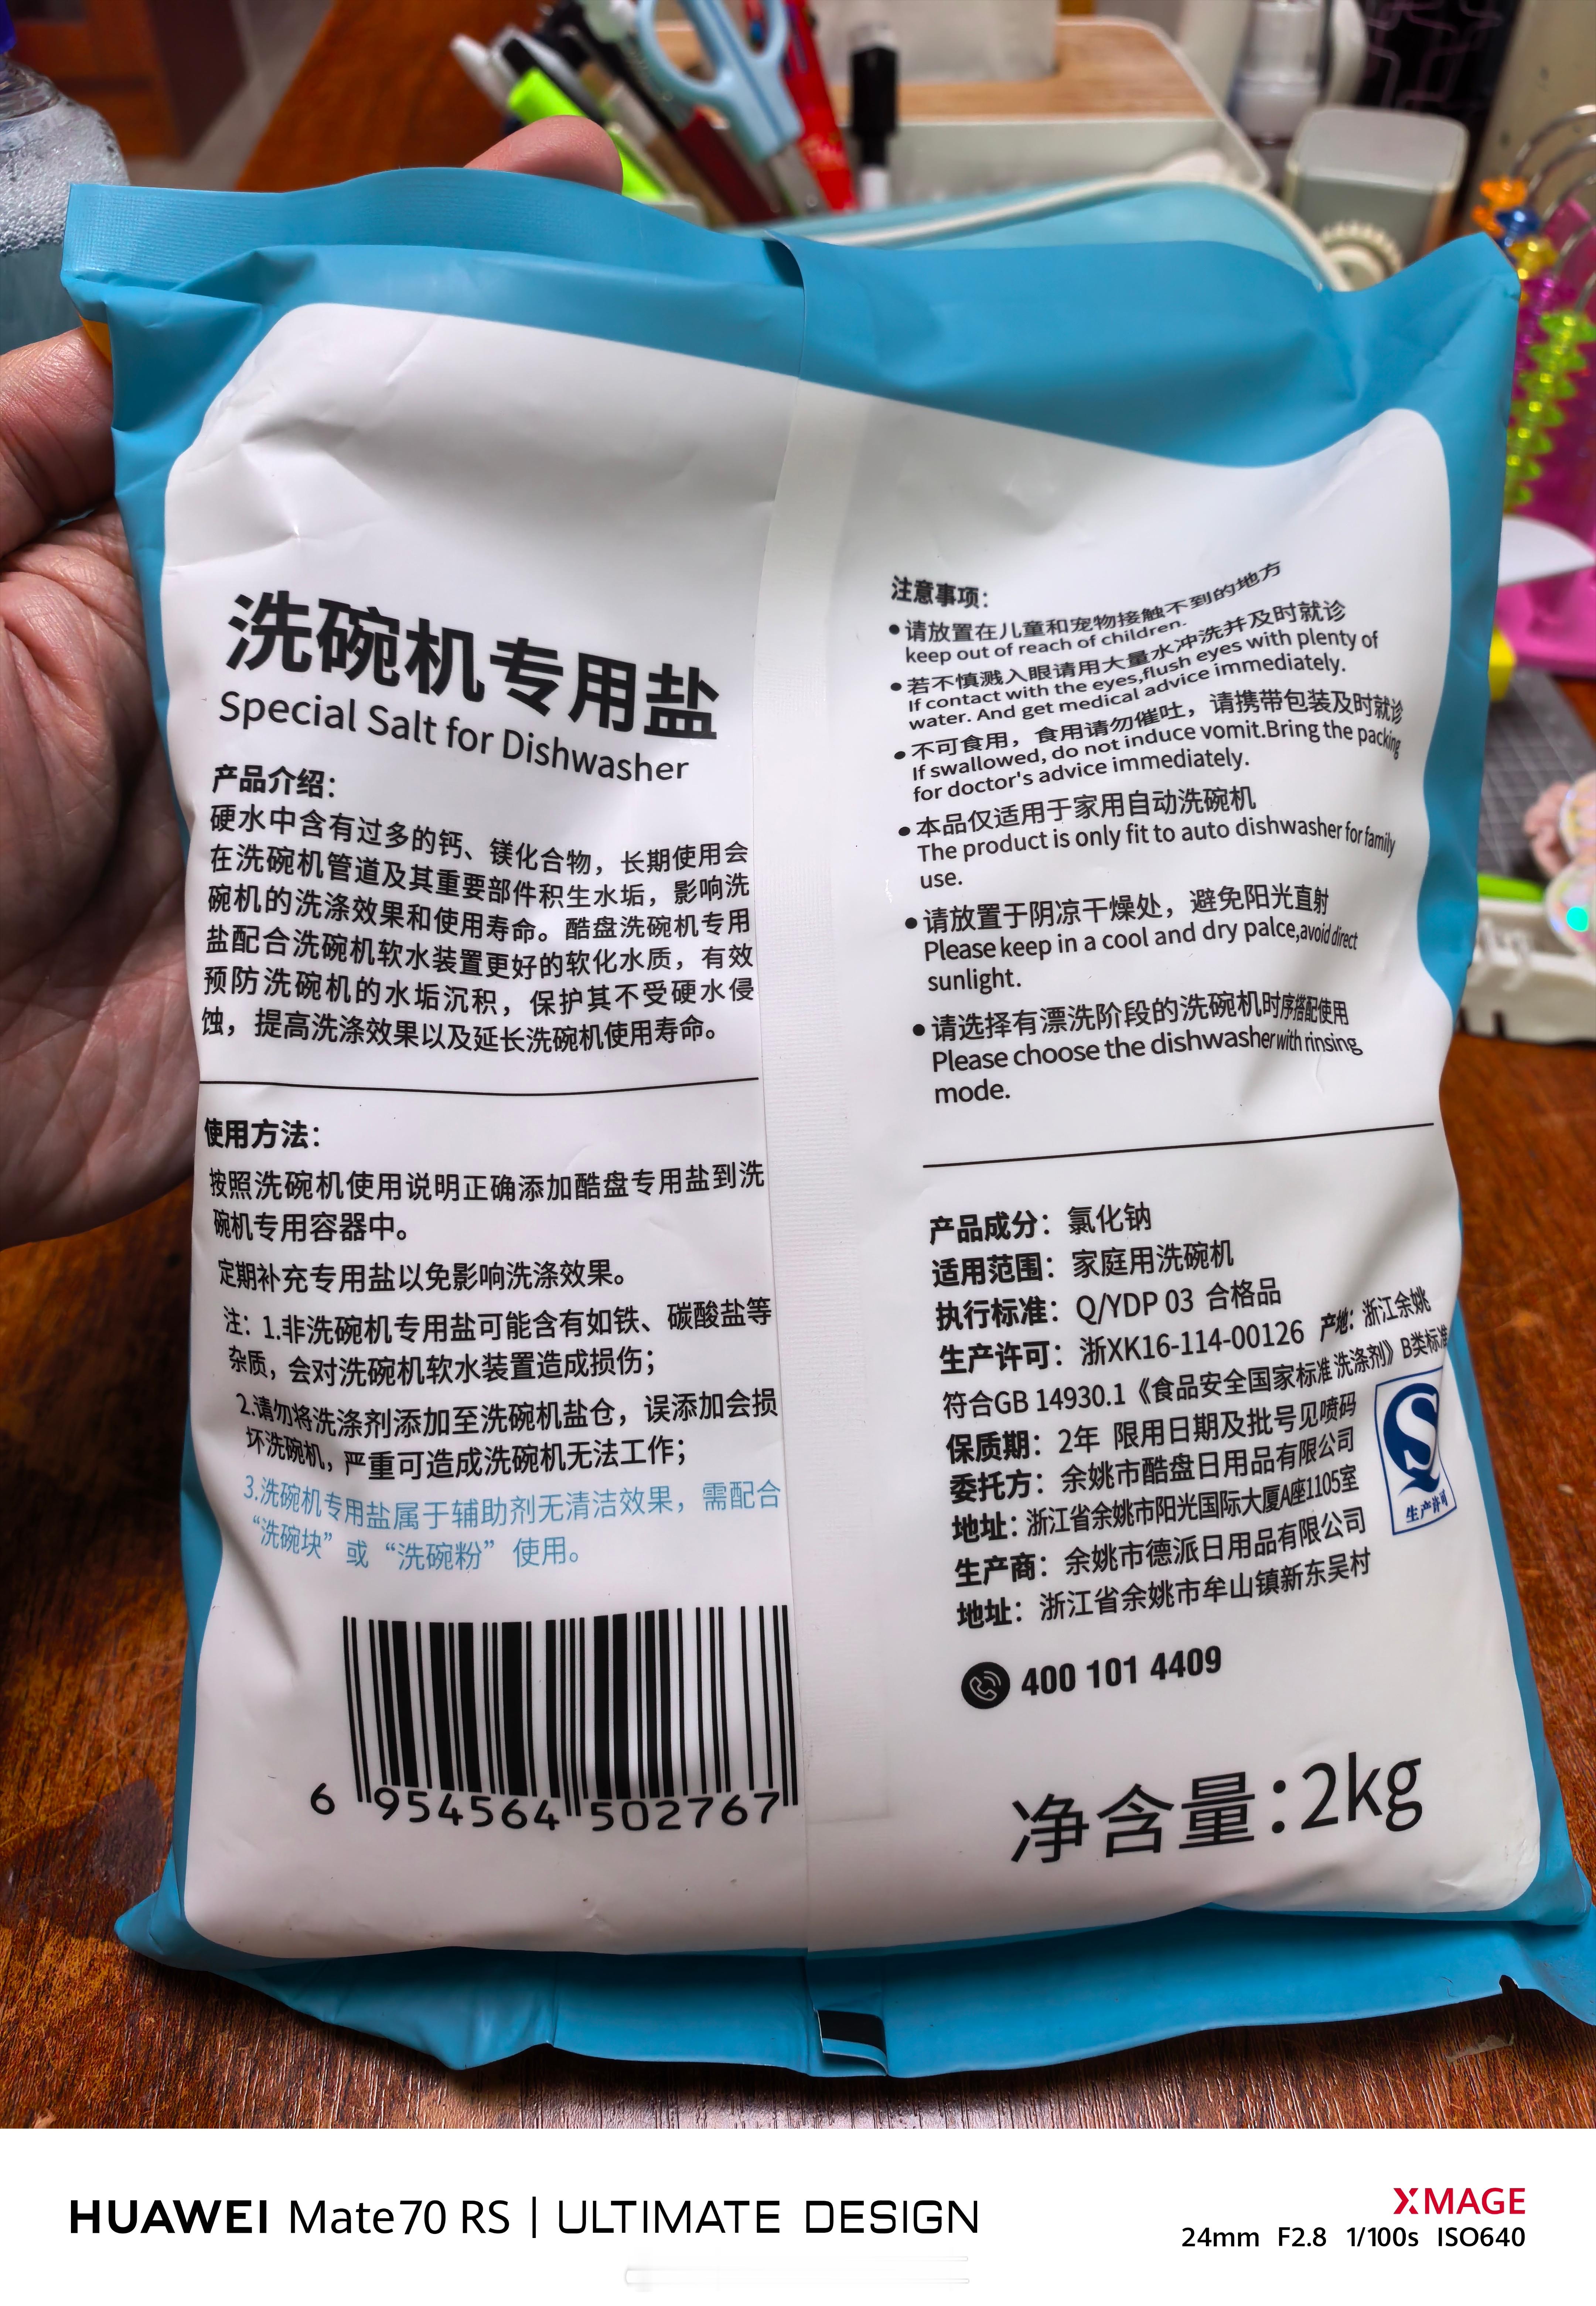 洗碗机专用盐
Special Salt for Dishwasher
产品介绍：
硬水中含有过多的钙、镁化合物，长期使用会
在洗碗机管道及其重要部件积生水垢，影响洗
碗机的洗涤效果和使用寿命。酷盘洗碗机专用
盐配合洗碗机软水装置更好的软化水质，有效
预防洗碗机的水垢沉积，保护其不受硬水侵
蚀，提高洗涤效果以及延长洗碗机使用寿命。
使用方法：
按照洗碗机使用说明正确添加酷盘专用盐到洗
碗机专用容器中。
定期补充专用盐以免影响洗涤效果。
注：1.非洗碗机专用盐可能含有如铁、碳酸盐等
杂质，会对洗碗机软水装置造成损伤；
2.请勿将洗涤剂添加至洗碗机盐仓，误添加会损
坏洗碗机，严重可造成洗碗机无法工作；
3.洗碗机专用盐属于辅助剂无清洁效果，需配合
“洗碗块”或“洗碗粉”使用。
6 954564 502767
注意事项：
●请放置在儿童和宠物接触不到的地方
keep out of reach of children.
●若不慎溅入眼请用大量水冲洗并及时就诊
If contact with the eyes,flush eyes with plenty of
water. And get medical advice immediately.
●不可食用，食用请勿催吐，请携带包装及时就诊
If swallowed, do not induce vomit.Bring the packing
for doctor's advice immediately.
●本品仅适用于家用自动洗碗机
The product is only fit to auto dishwasher for family
use.
●请放置于阴凉干燥处，避免阳光直射
Please keep in a cool and dry palce,avoid direct
sunlight.
●请选择有漂洗阶段的洗碗机时序搭配使用
Please choose the dishwasher with rinsing
mode.
产品成分：氯化钠
适用范围：家庭用洗碗机
执行标准：Q/YDP 03 合格品
生产许可：浙XK16-114-00126 产地：浙江余姚
符合GB 14930.1《食品安全国家标准 洗涤剂》B类标准
保质期：2年 限用日期及批号见喷码
委托方：余姚市酷盘日用品有限公司
地址：浙江省余姚市阳光国际大厦A座1105室
生产商：余姚市德派日用品有限公司
地址：浙江省余姚市牟山镇新东吴村
生产许可
400 101 4409
净含量：2kg
HUAWEI Mate70 RS | ULTIMATE DESIGN
XMAGE
24mm F2.8 1/100s ISO640